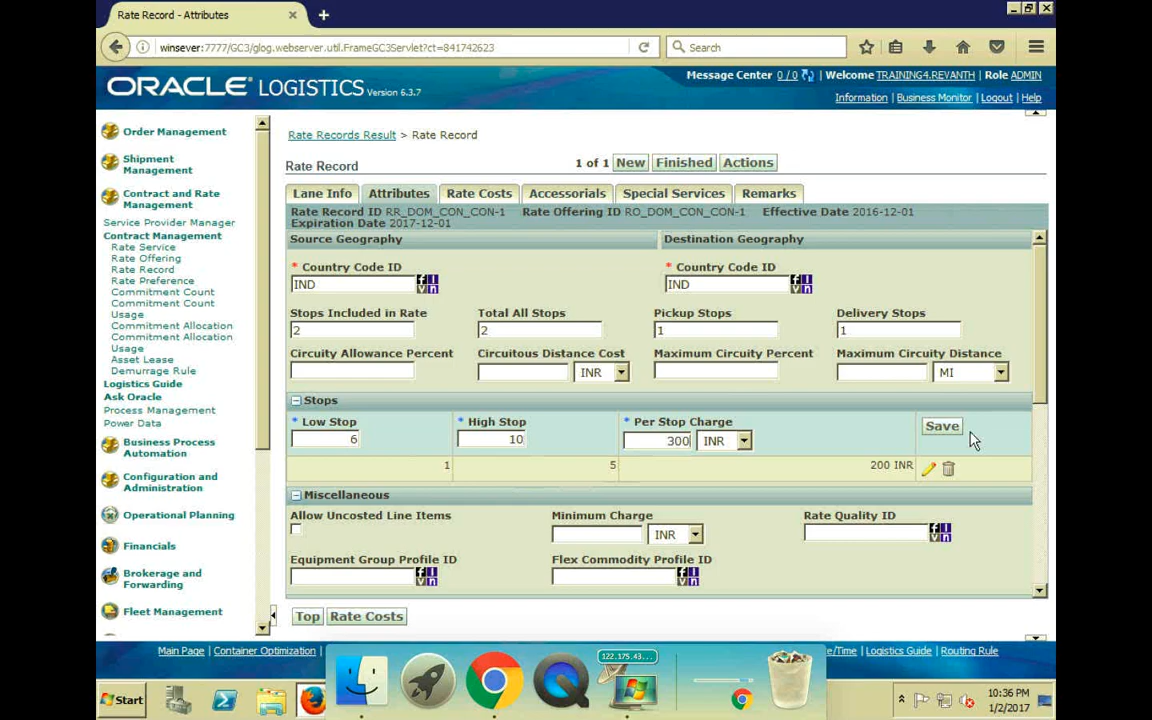 Rate Record - Attributes
winsever:7777/GC3/glog.webserver.util.FrameGC3Servlet?ct=841742623
Search
ORACLE LOGISTICS Version 6.3.7
Message Center 0 / 0 | Welcome TRAINING4.REVANTH | Role ADMIN
Information | Business Monitor | Logout | Help
Order Management
Shipment
Management
Contract and Rate
Management
Service Provider Manager
Contract Management
Rate Service
Rate Offering
Rate Record
Rate Preference
Commitment Count
Commitment Count
Usage
Commitment Allocation
Commitment Allocation
Usage
Asset Lease
Demurrage Rule
Logistics Guide
Ask Oracle
Process Management
Power Data
Business Process
Automation
Configuration and
Administration
Operational Planning
Financials
Brokerage and
Forwarding
Fleet Management
Rate Records Result > Rate Record
Rate Record
1 of 1 New Finished Actions
Lane Info Attributes Rate Costs Accessorials Special Services Remarks
Rate Record ID RR_DOM_CON_CON-1 Rate Offering ID RO_DOM_CON_CON-1 Effective Date 2016-12-01
Expiration Date 2017-12-01
Source Geography Destination Geography
* Country Code ID * Country Code ID
IND IND
Stops Included in Rate Total All Stops Pickup Stops Delivery Stops
2 2 1 1
Circuity Allowance Percent Circuitous Distance Cost Maximum Circuity Percent Maximum Circuity Distance
INR MI
Stops
* Low Stop * High Stop * Per Stop Charge
6 10 300 INR Save
1 5 200 INR
Miscellaneous
Allow Uncosted Line Items Minimum Charge Rate Quality ID
INR
Equipment Group Profile ID Flex Commodity Profile ID
Top Rate Costs
Main Page | Container Optimization | e/Time | Logistics Guide | Routing Rule
122.175.43...
Start
10:36 PM
1/2/2017